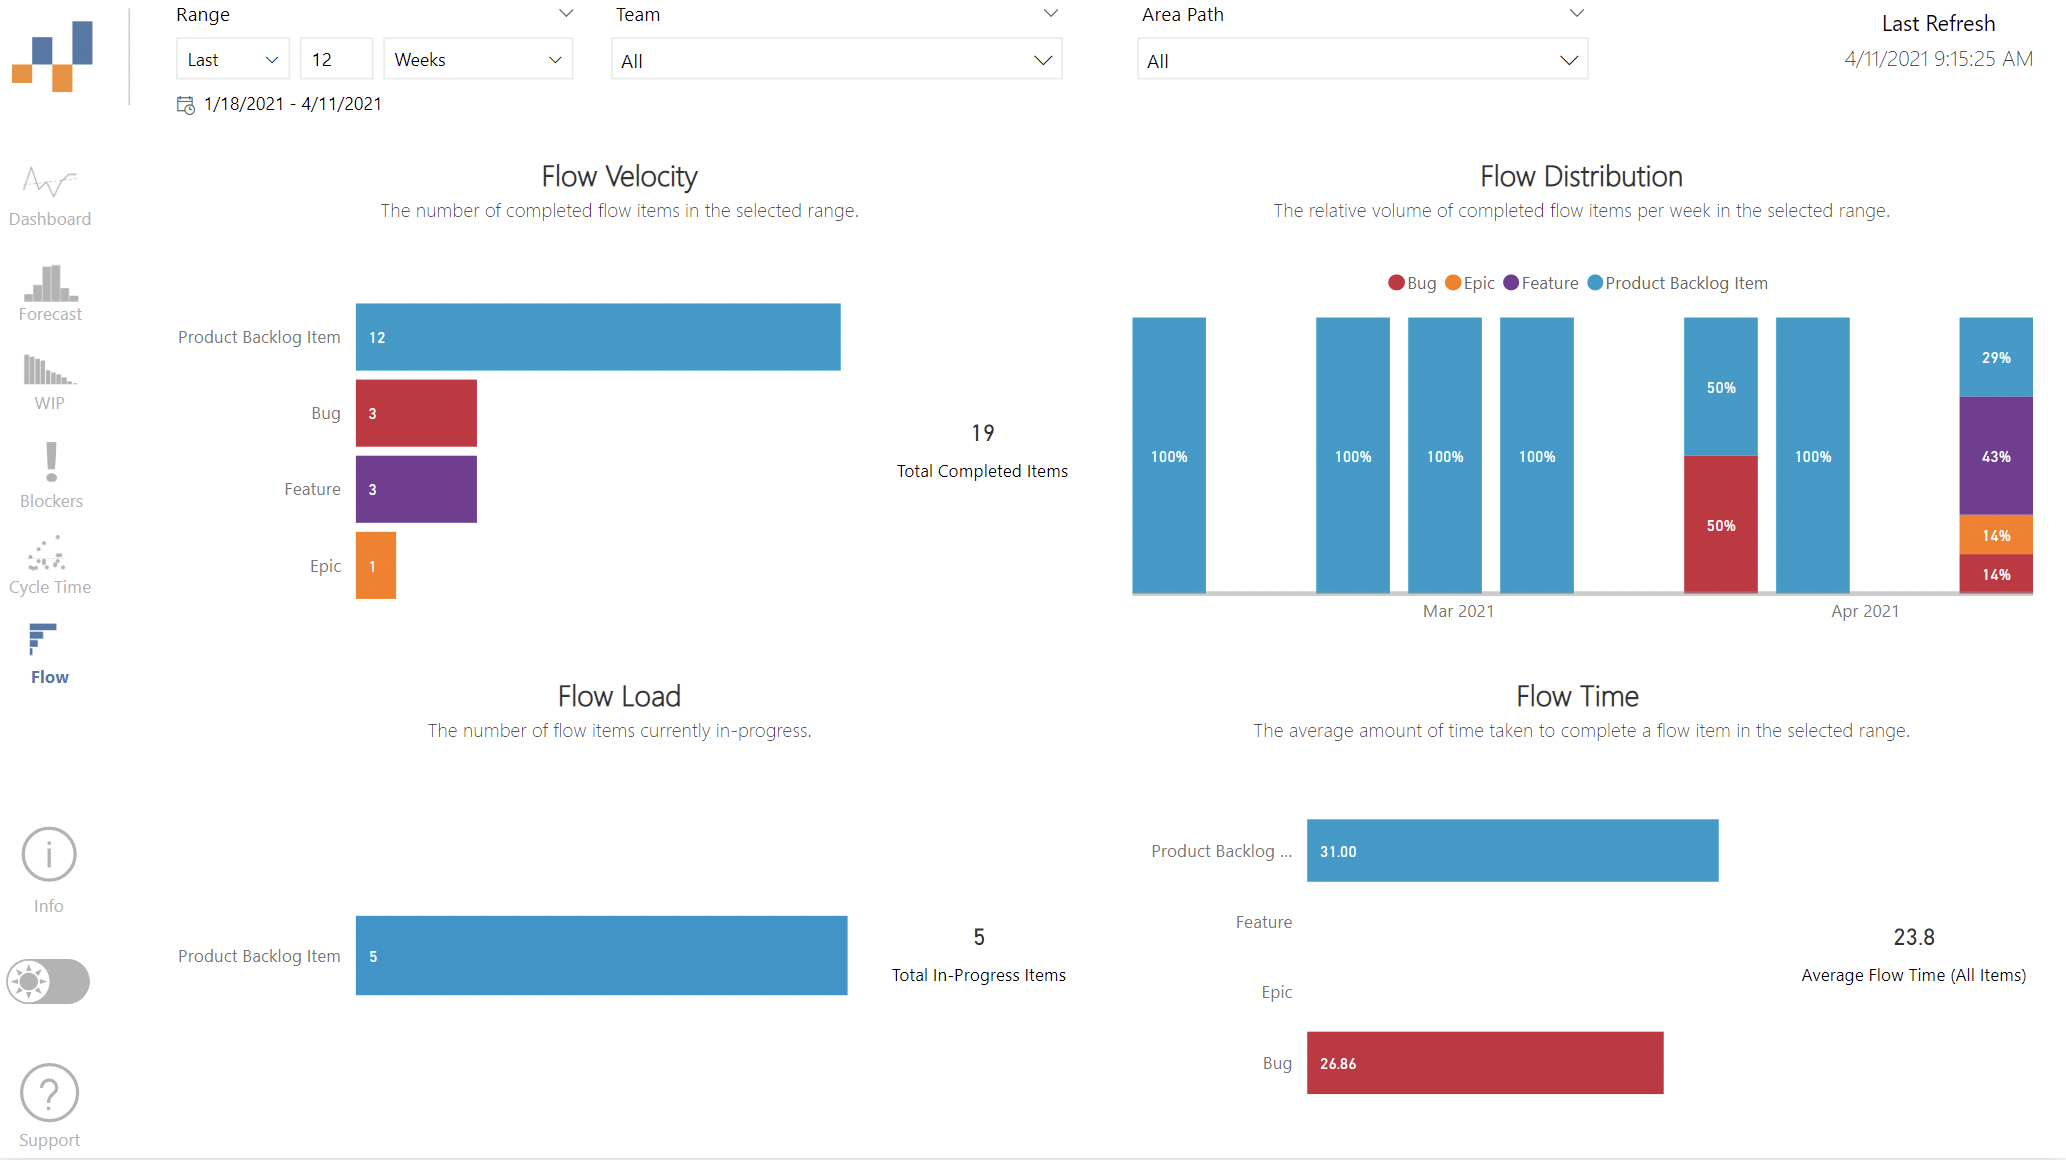 Range
Last
12
Weeks
1/18/2021 - 4/11/2021
Team
All
Area Path
All
Last Refresh
4/11/2021 9:15:25 AM
Dashboard
Forecast
WIP
Blockers
Cycle Time
Flow
Info
Support
Flow Velocity
The number of completed flow items in the selected range.
Product Backlog Item
12
Bug
3
Feature
3
Epic
1
19
Total Completed Items
Flow Distribution
The relative volume of completed flow items per week in the selected range.
Bug Epic Feature Product Backlog Item
100%
100%
100%
100%
50%
50%
100%
29%
43%
14%
14%
Mar 2021
Apr 2021
Flow Load
The number of flow items currently in-progress.
Product Backlog Item
5
5
Total In-Progress Items
Flow Time
The average amount of time taken to complete a flow item in the selected range.
Product Backlog ...
31.00
Feature
Epic
Bug
26.86
23.8
Average Flow Time (All Items)